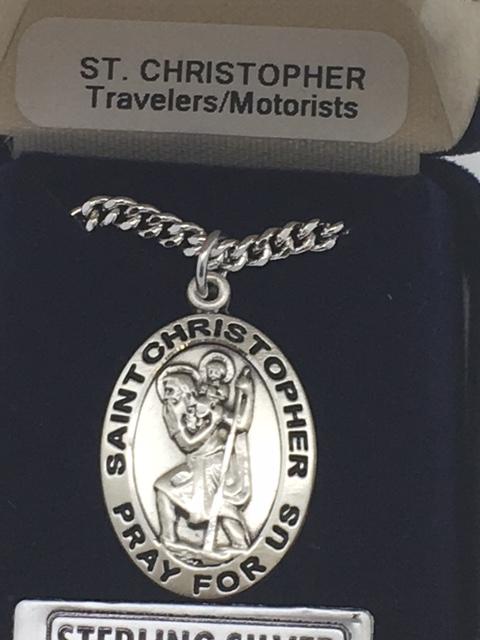 ST. CHRISTOPHER
Travelers/Motorists
SAINT CHRISTOPHER
PRAY FOR US
STERLING SILVER